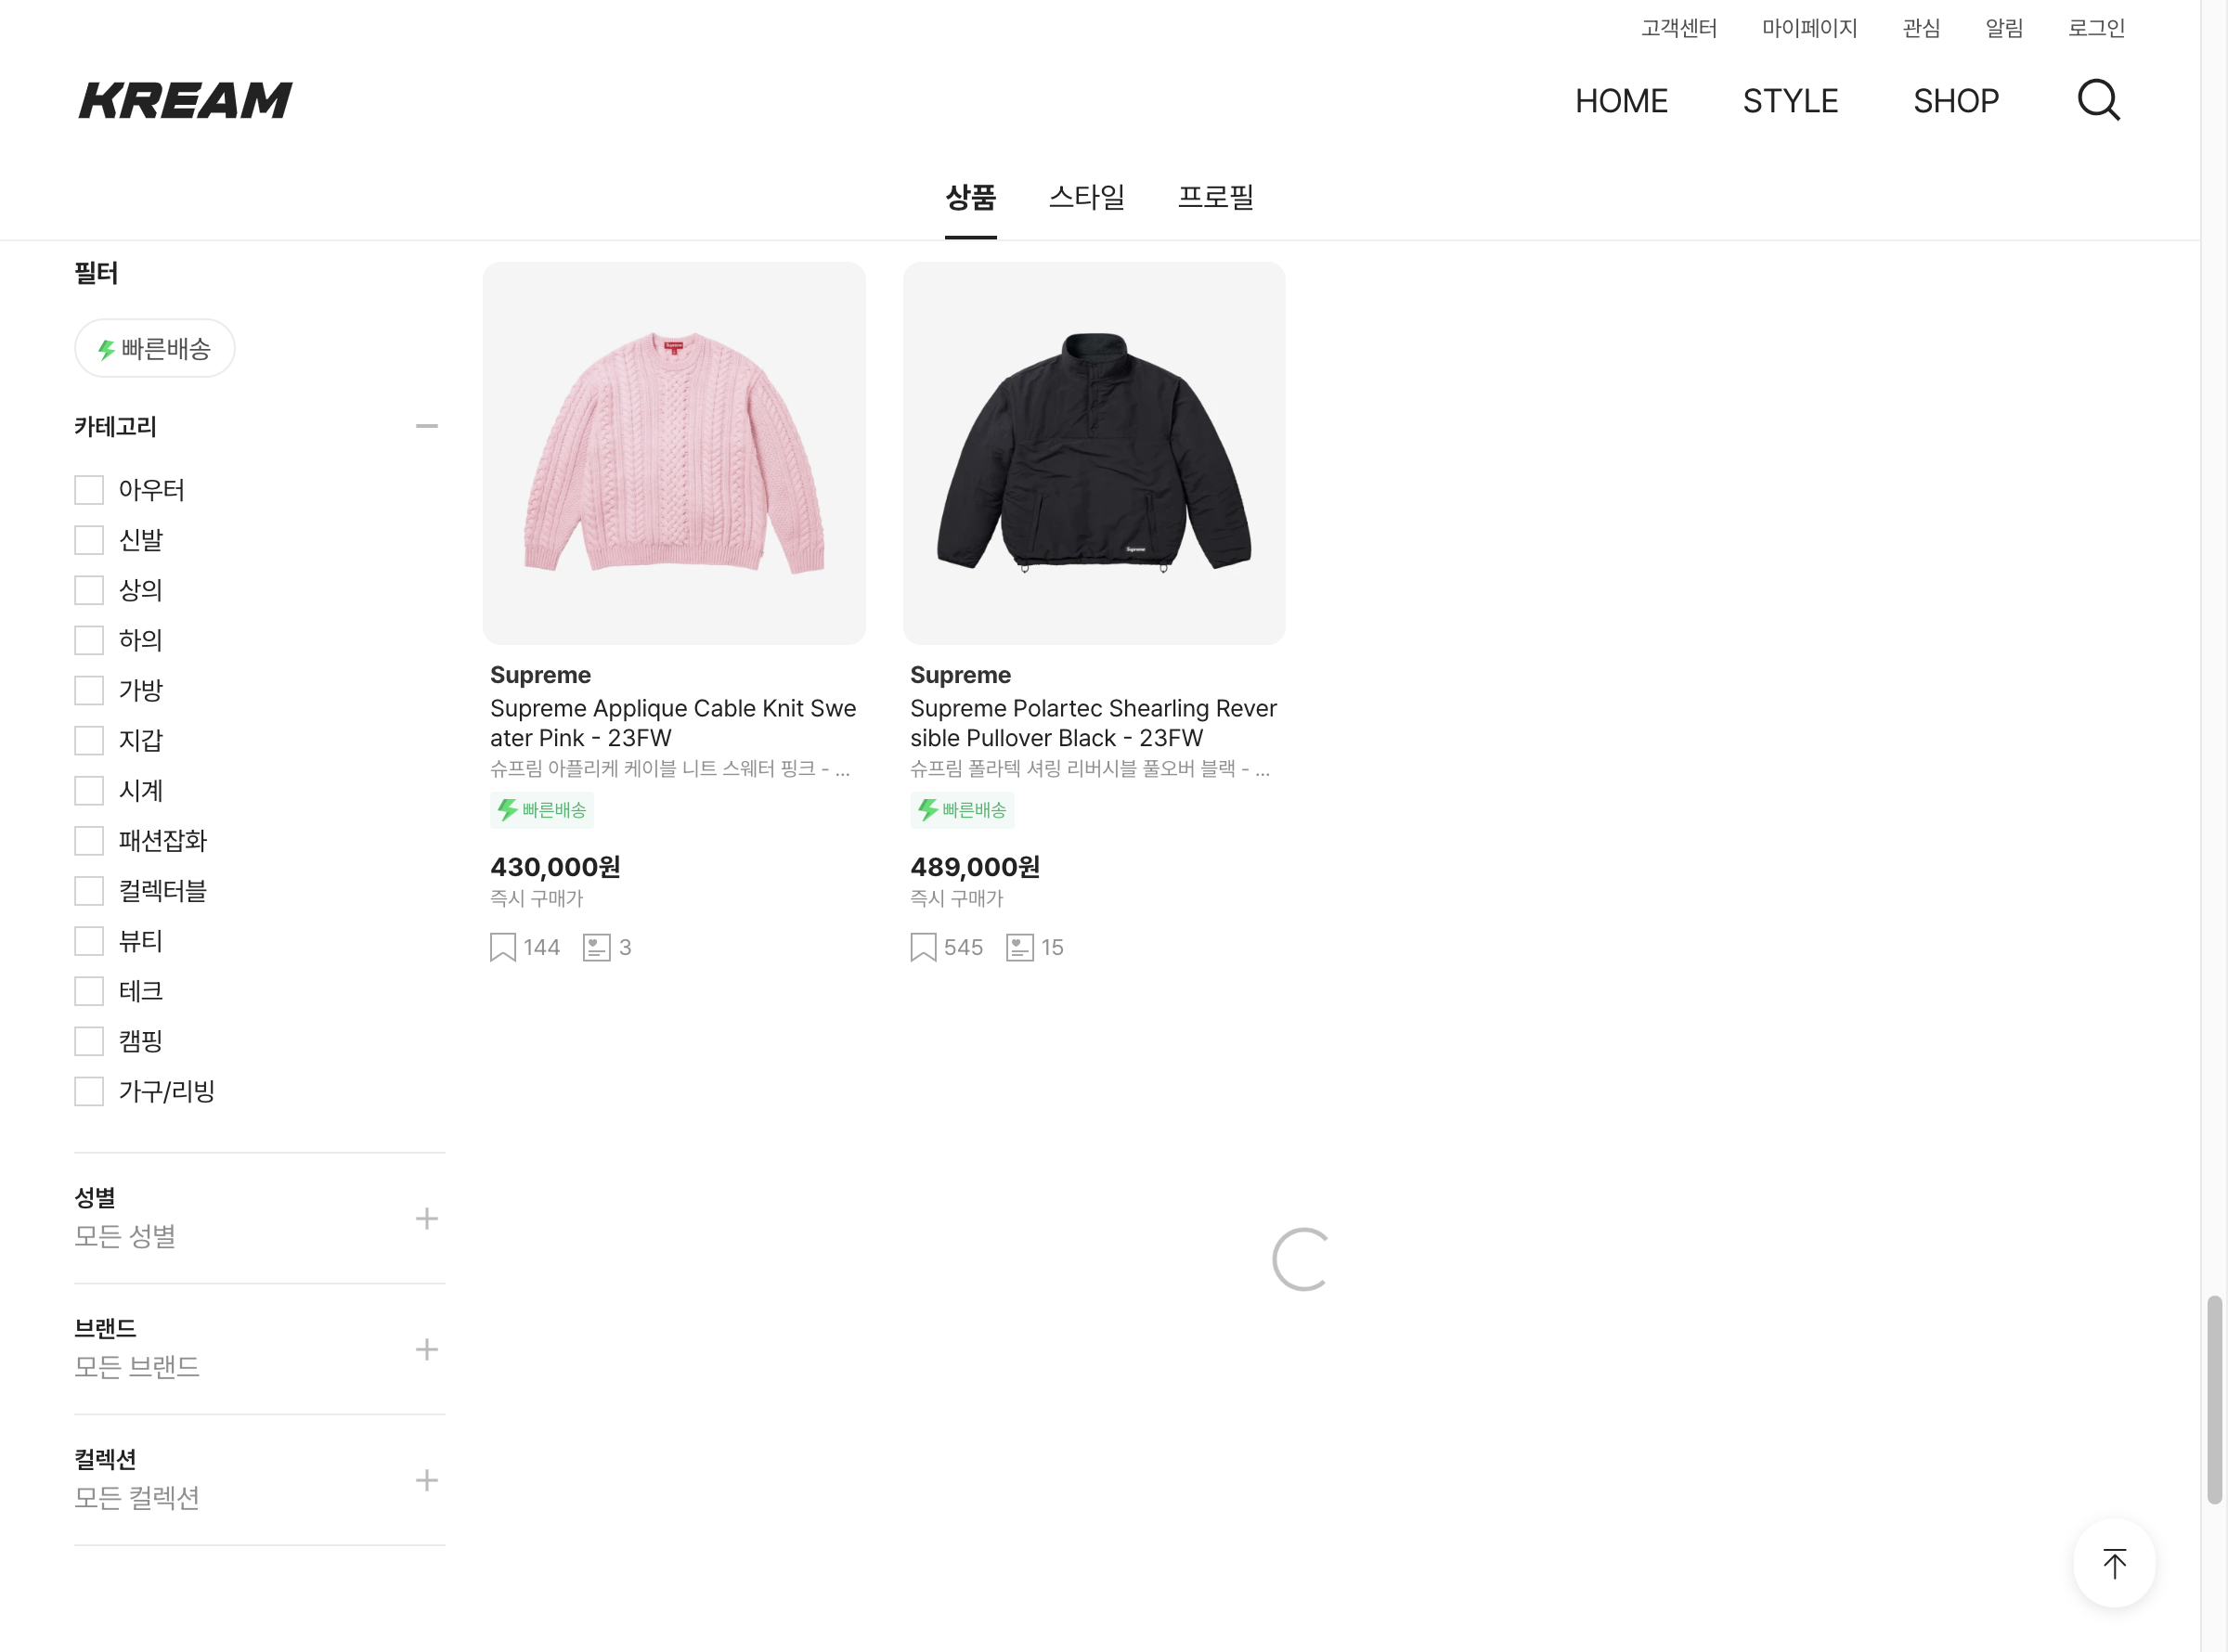 고객센터 마이페이지 관심 알림 로그인
KREAM HOME STYLE SHOP
상품 스타일 프로필
필터
빠른배송
카테고리
아우터
신발
상의
하의
가방
지갑
시계
패션잡화
컬렉터블
뷰티
테크
캠핑
가구/리빙
성별
모든 성별
브랜드
모든 브랜드
컬렉션
모든 컬렉션
Supreme
Supreme
Supreme Applique Cable Knit Swe
ater Pink - 23FW
슈프림 아플리케 케이블 니트 스웨터 핑크 - ...
빠른배송
430,000원
즉시 구매가
144 3
Supreme
Supreme
Supreme Polartec Shearling Rever
sible Pullover Black - 23FW
슈프림 폴라텍 셔링 리버시블 풀오버 블랙 - ...
빠른배송
489,000원
즉시 구매가
545 15